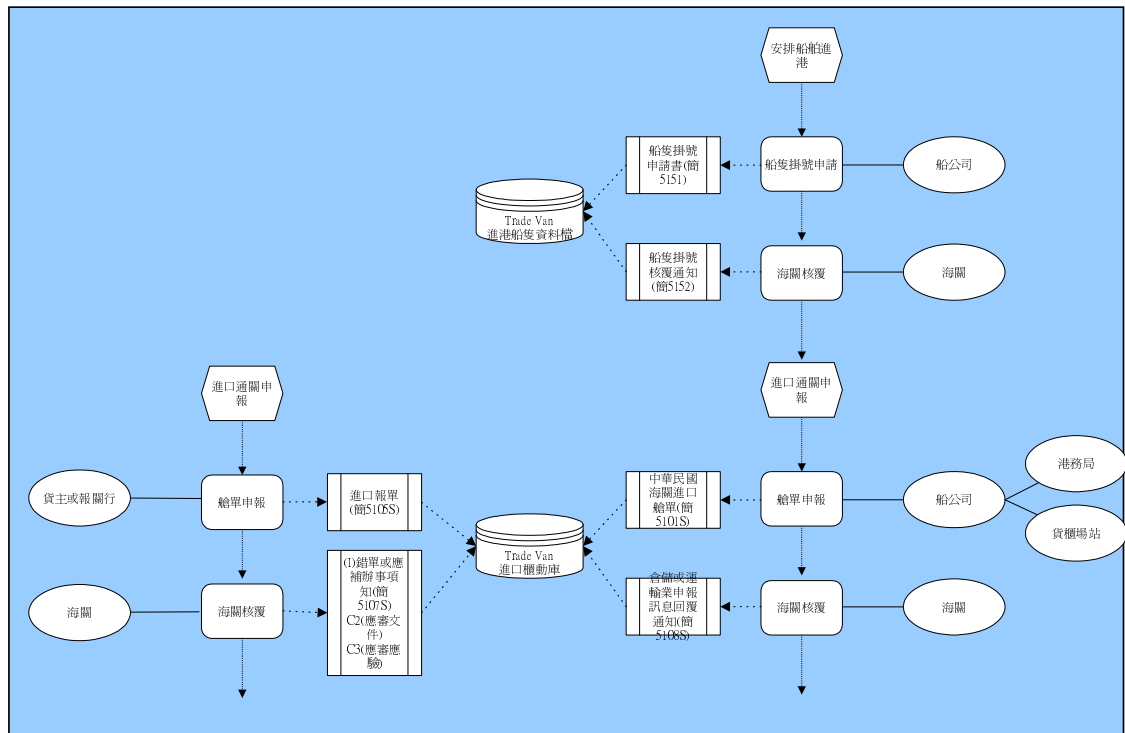 安排船舶進
港
船隻掛號
申請書(簡
5151)
船隻掛號申請
船公司
Trade Van
進港船隻資料檔
船隻掛號
核覆通知
(簡5152)
海關核覆
海關
進口通關申
報
進口通關申
報
貨主或報關行
艙單申報
進口報單
(簡5105S)
中華民國
海關進口
艙單(簡
5101S)
艙單申報
船公司
港務局
貨櫃場站
Trade Van
進口櫃動庫
海關
海關核覆
(I)錯單或應
補辦事項
知(簡
5107S)
C2(應審文
件)
C3(應審應
驗)
倉儲或運
輸業申報
訊息回覆
通知(簡
5108S)
海關核覆
海關